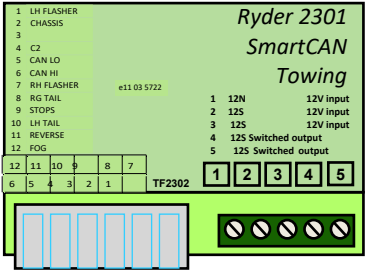 1 LH FLASHER
2 CHASSIS
3
4 C2
5 CAN LO
6 CAN HI
7 RH FLASHER
8 RG TAIL
9 STOPS
10 LH TAIL
11 REVERSE
12 FOG
e11 03 5722
Ryder 2301
SmartCAN
Towing
1 12N 12V input
2 12S 12V input
3 12S 12V input
4 12S Switched output
5 12S Switched output
12 11 10 9 8 7
6 5 4 3 2 1
TF2302
1 2 3 4 5